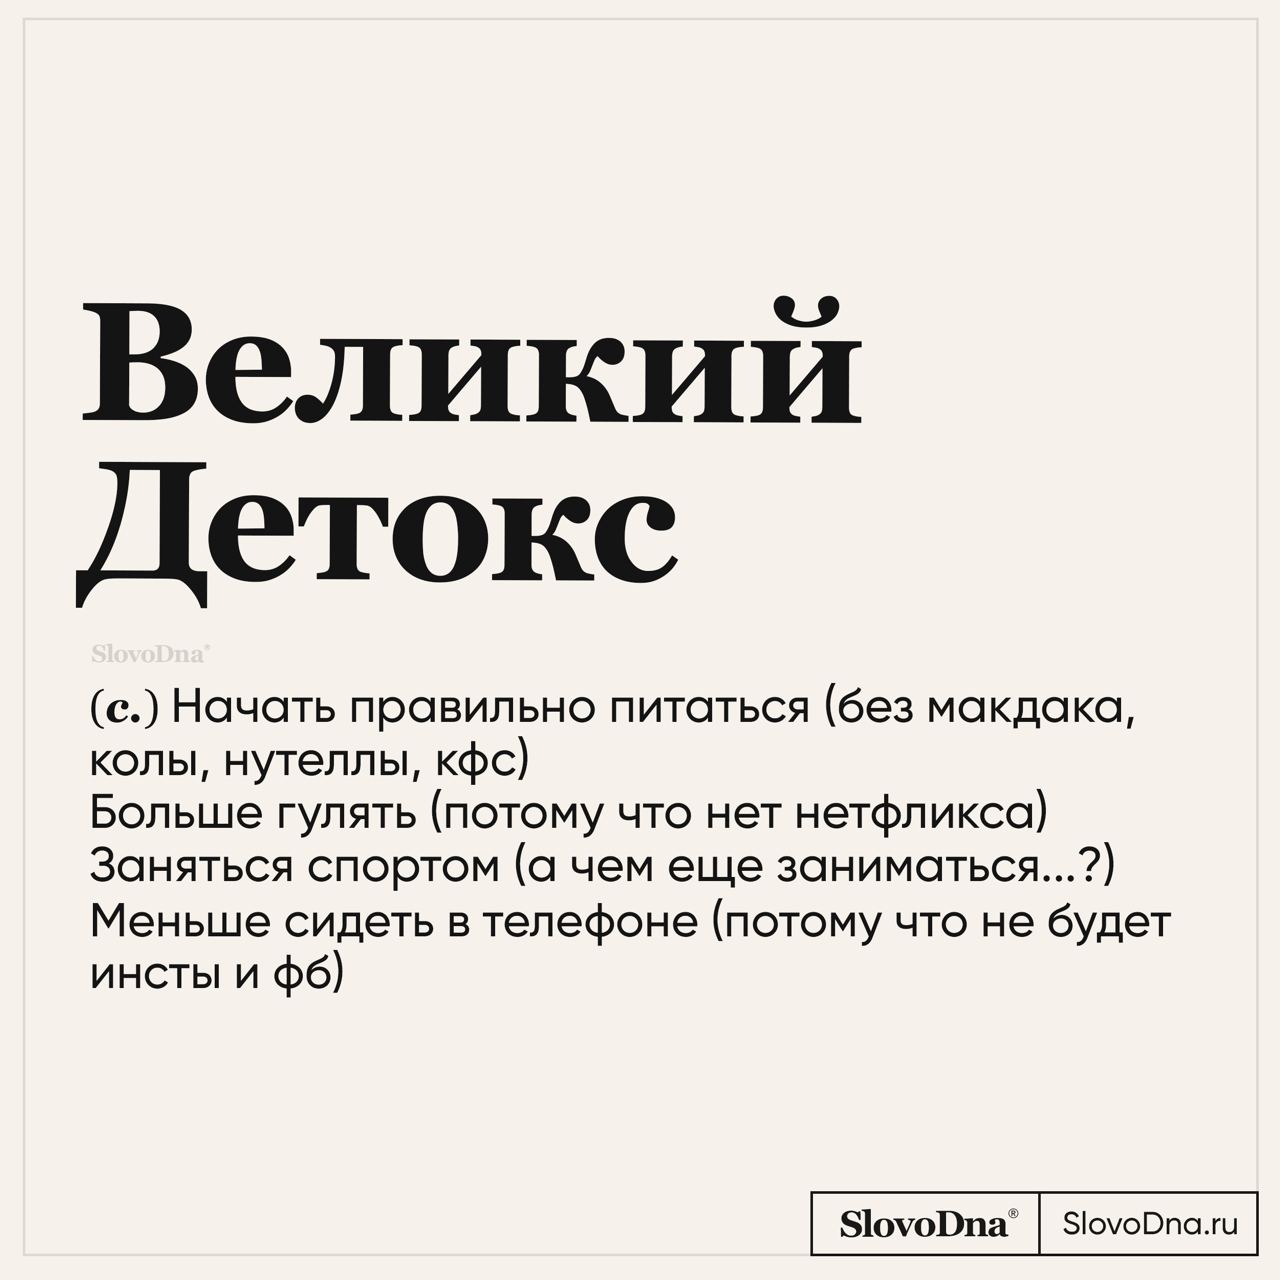 Великий
Детокс
SlovoDna®
(с.) Начать правильно питаться (без макдака,
колы, нутеллы, кфс)
Больше гулять (потому что нет нетфликса)
Заняться спортом (а чем еще заниматься...?)
Меньше сидеть в телефоне (потому что не будет
инсты и фб)
SlovoDna® SlovoDna.ru